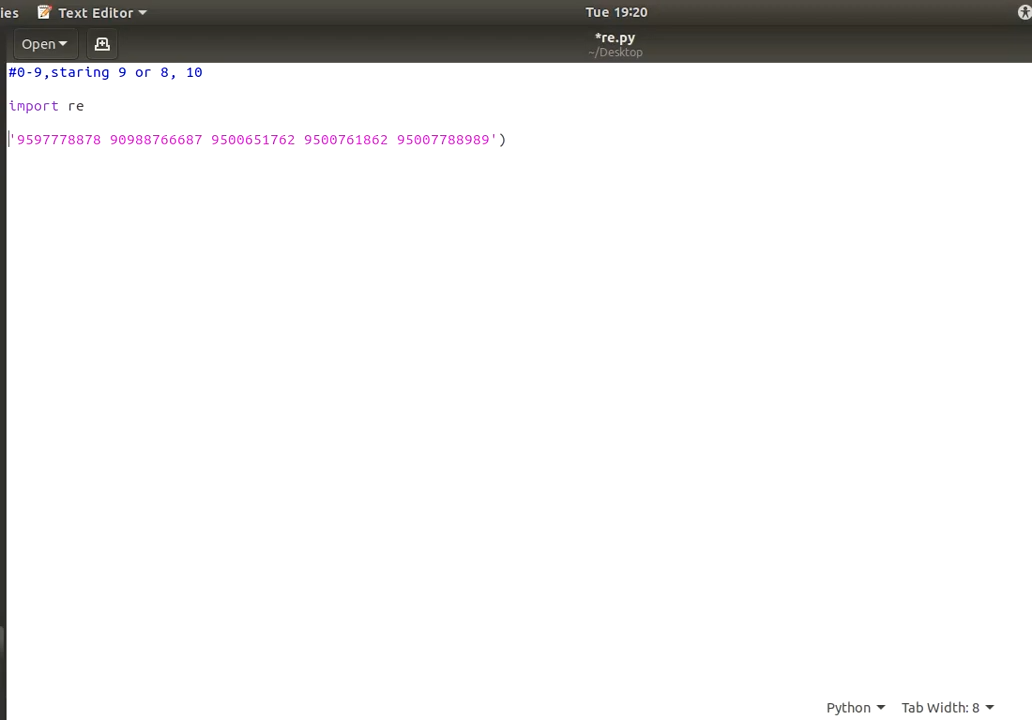 ies Text Editor Tue 19:20
Open *re.py
~/Desktop
#0-9,staring 9 or 8, 10
import re
'9597778878 90988766687 9500651762 9500761862 95007788989')
Python Tab Width: 8